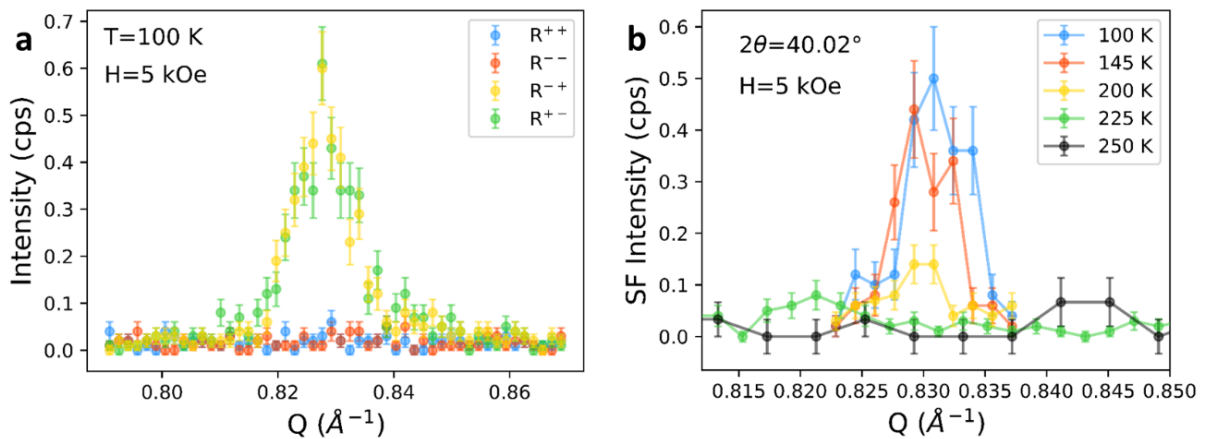 a
T=100 K
H=5 kOe
R⁺⁺
R⁻⁻
R⁻⁺
R⁺⁻
0.7
0.6
0.5
0.4
0.3
0.2
0.1
0.0
Intensity (cps)
0.80 0.82 0.84 0.86
Q (Å⁻¹)
b
2θ=40.02°
H=5 kOe
100 K
145 K
200 K
225 K
250 K
0.6
0.5
0.4
0.3
0.2
0.1
0.0
SF Intensity (cps)
0.815 0.820 0.825 0.830 0.835 0.840 0.845 0.850
Q (Å⁻¹)